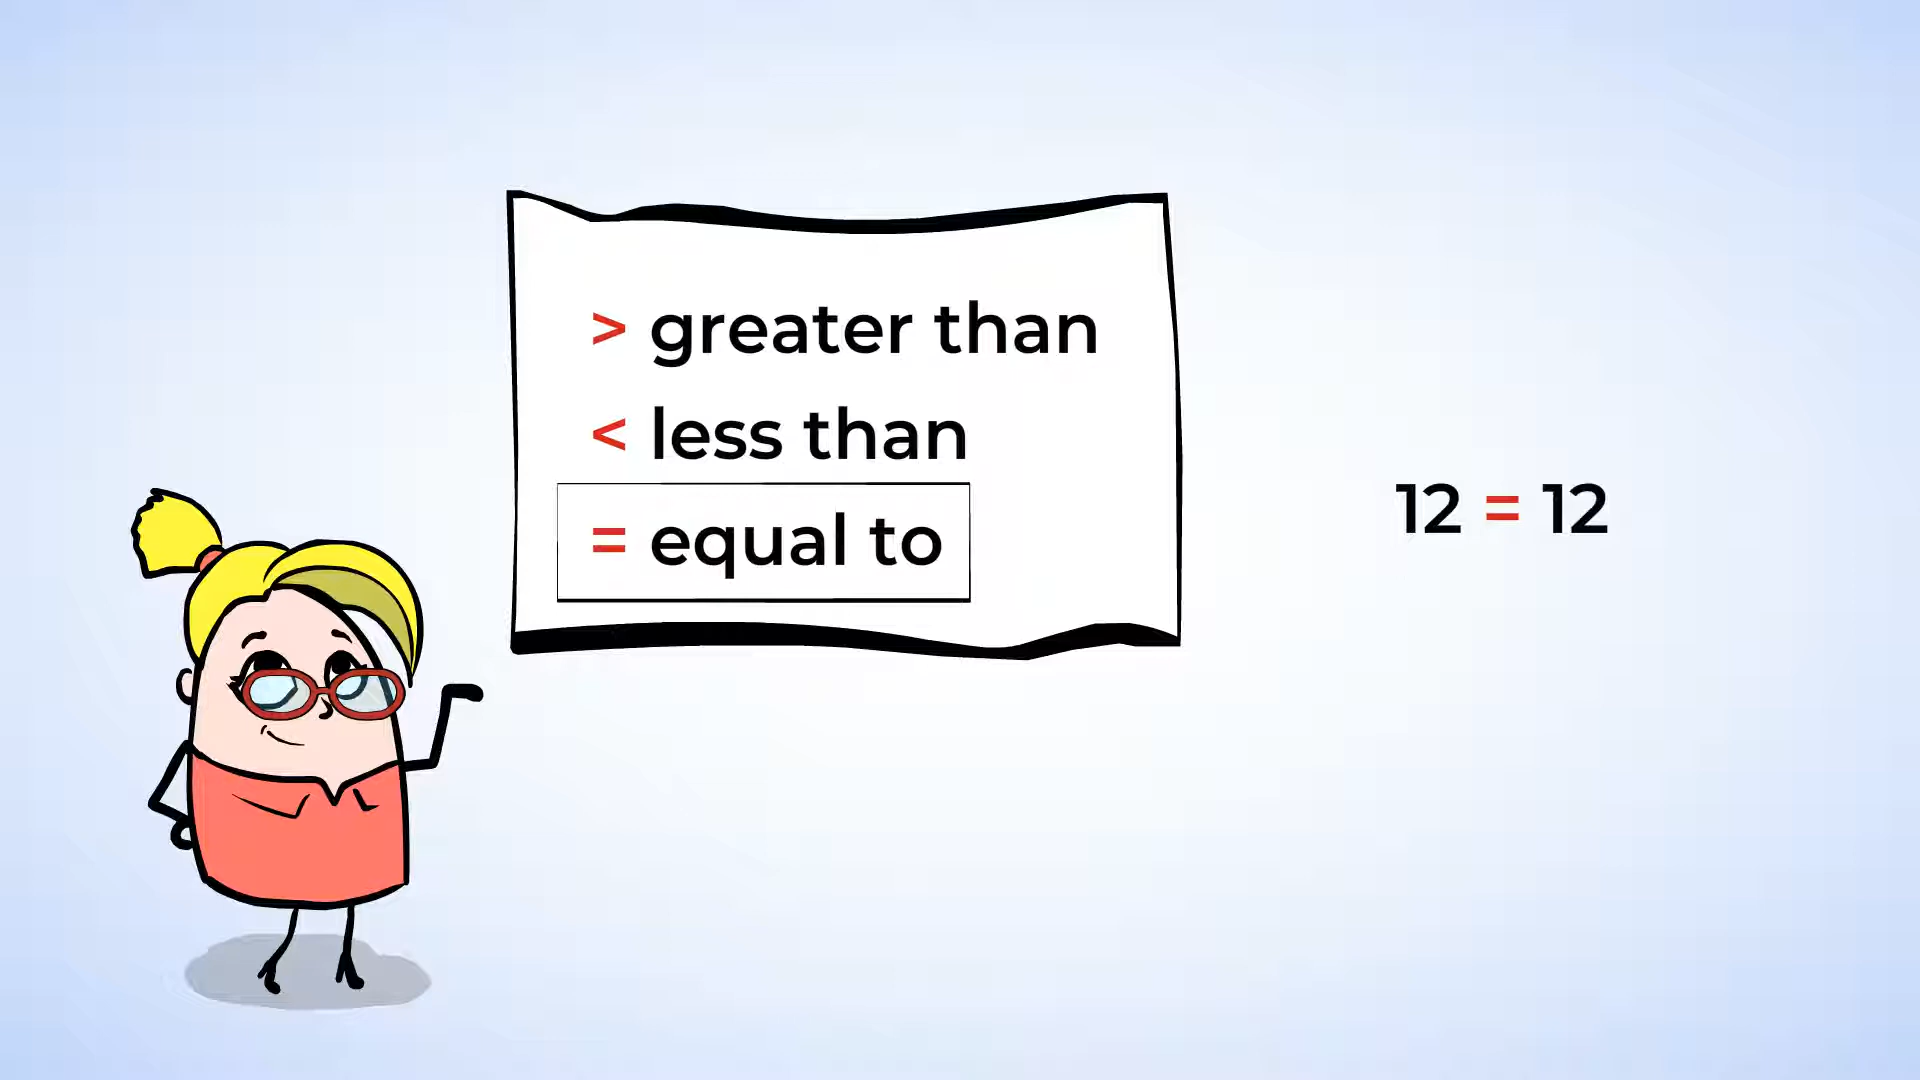 > greater than
< less than
= equal to
12 = 12